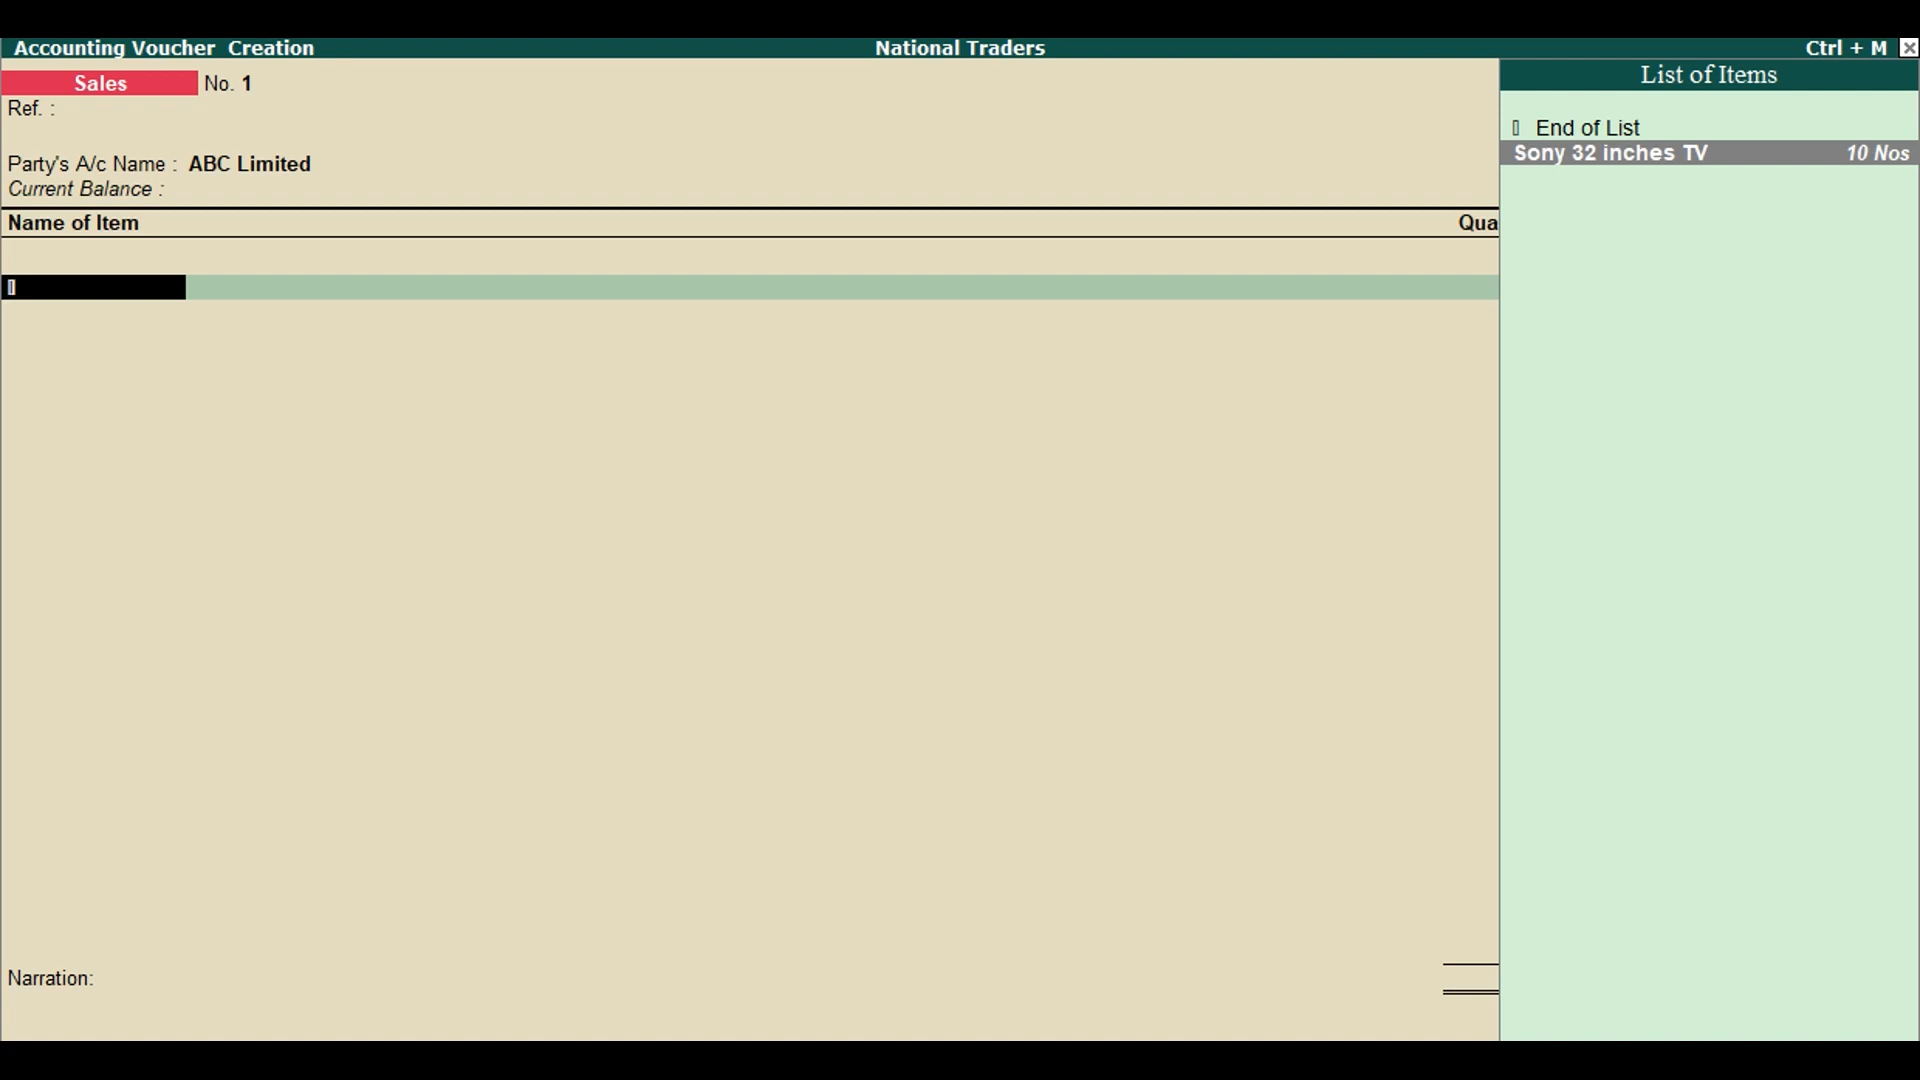 Accounting Voucher Creation National Traders Ctrl + M
Sales No. 1
Ref. :
Party's A/c Name : ABC Limited
Current Balance :
Name of Item Qua
Narration:
List of Items
End of List
Sony 32 inches TV 10 Nos